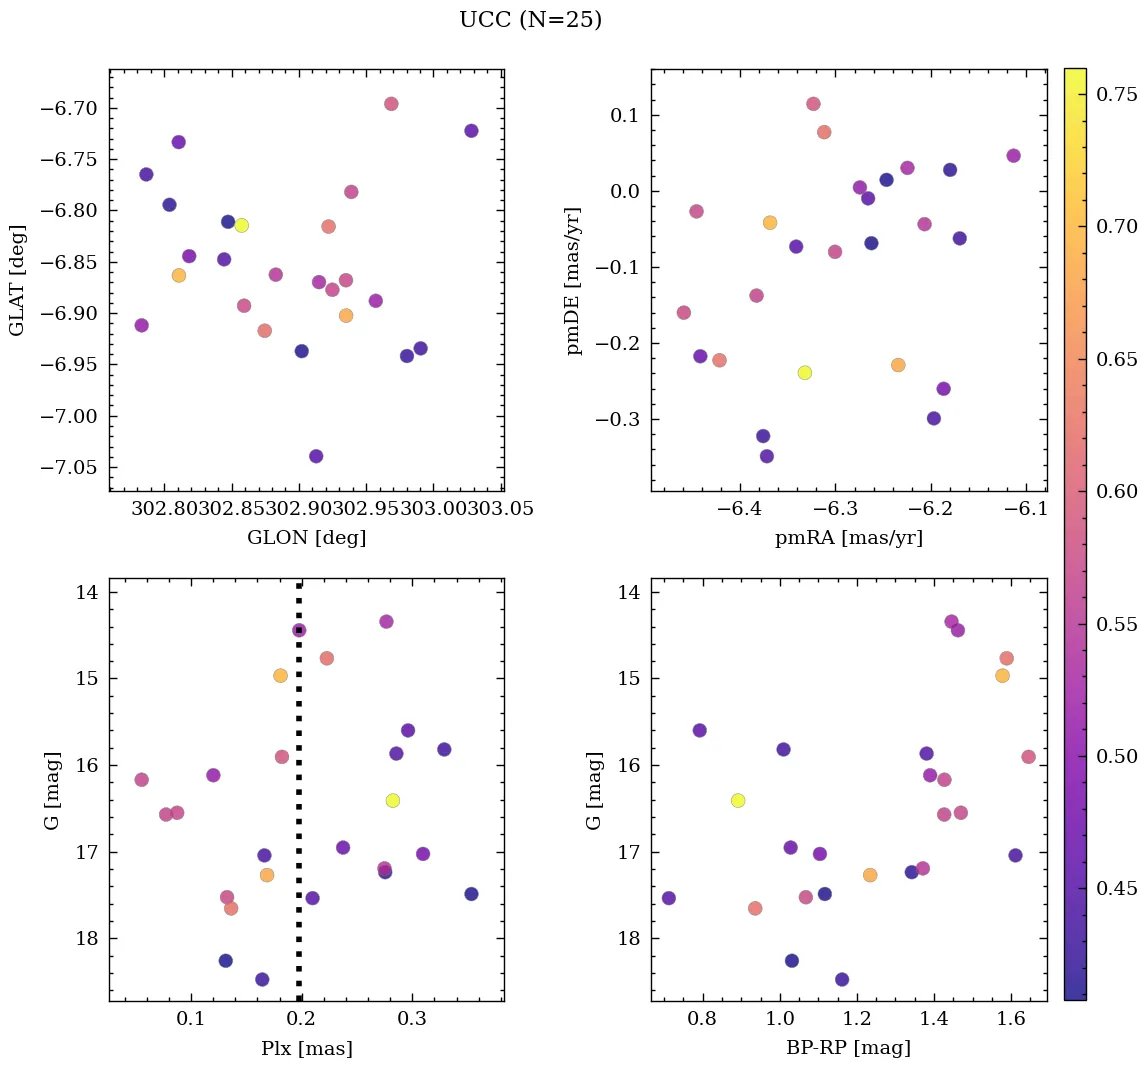 UCC (N=25)
−6.70
−6.75
−6.80
−6.85
−6.90
−6.95
−7.00
−7.05
GLAT [deg]
302.80302.85302.90302.95303.00303.05
GLON [deg]
0.1
0.0
−0.1
−0.2
−0.3
pmDE [mas/yr]
−6.4 −6.3 −6.2 −6.1
pmRA [mas/yr]
0.75
0.70
0.65
0.60
0.55
0.50
0.45
14
15
16
17
18
G [mag]
0.1 0.2 0.3
Plx [mas]
14
15
16
17
18
G [mag]
0.8 1.0 1.2 1.4 1.6
BP-RP [mag]